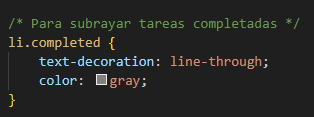 /* Para subrayar tareas completadas */
li.completed {
    text-decoration: line-through;
    color: gray;
}